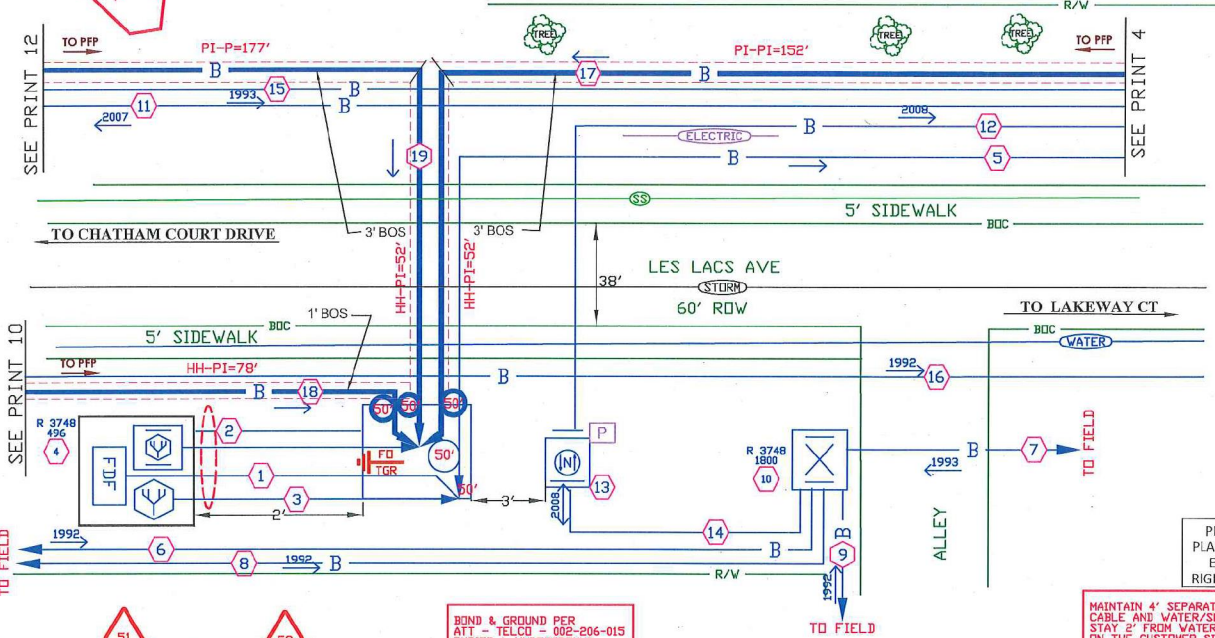 R/W
TREE
TREE
TREE
SEE PRINT 12
TO PFP
PI-P=177'
PI-PI=152'
TO PFP
SEE PRINT 4
B
17
B
15
B
1993
11
B
2007
2008
12
B
ELECTRIC
19
B
5
SS
5' SIDEWALK
BOC
TO CHATHAM COURT DRIVE
3' BOS
3' BOS
HH-PI=52'
HH-PI=52'
38'
LES LACS AVE
STORM
60' ROW
TO LAKEWAY CT
1' BOS
BOC
5' SIDEWALK
BOC
WATER
SEE PRINT 10
TO PFP
HH-PI=78'
B
1992
16
B
18
50'
50'
50'
R 3748
496
4
2
FDF
1
3
FO
TGR
50'
50'
2'
3'
P
N
13
2008
14
R 3748
1800
10
B
7
1993
TO FIELD
TO FIELD
1992
6
B
8
1992
B
B
9
1992
R/W
ALLEY
TO FIELD
51
BOND & GROUND PER
ATT - TELCO - 002-206-015
MAINTAIN 4' SEPARAT
CABLE AND WATER/SE
STAY 2' FROM WATER